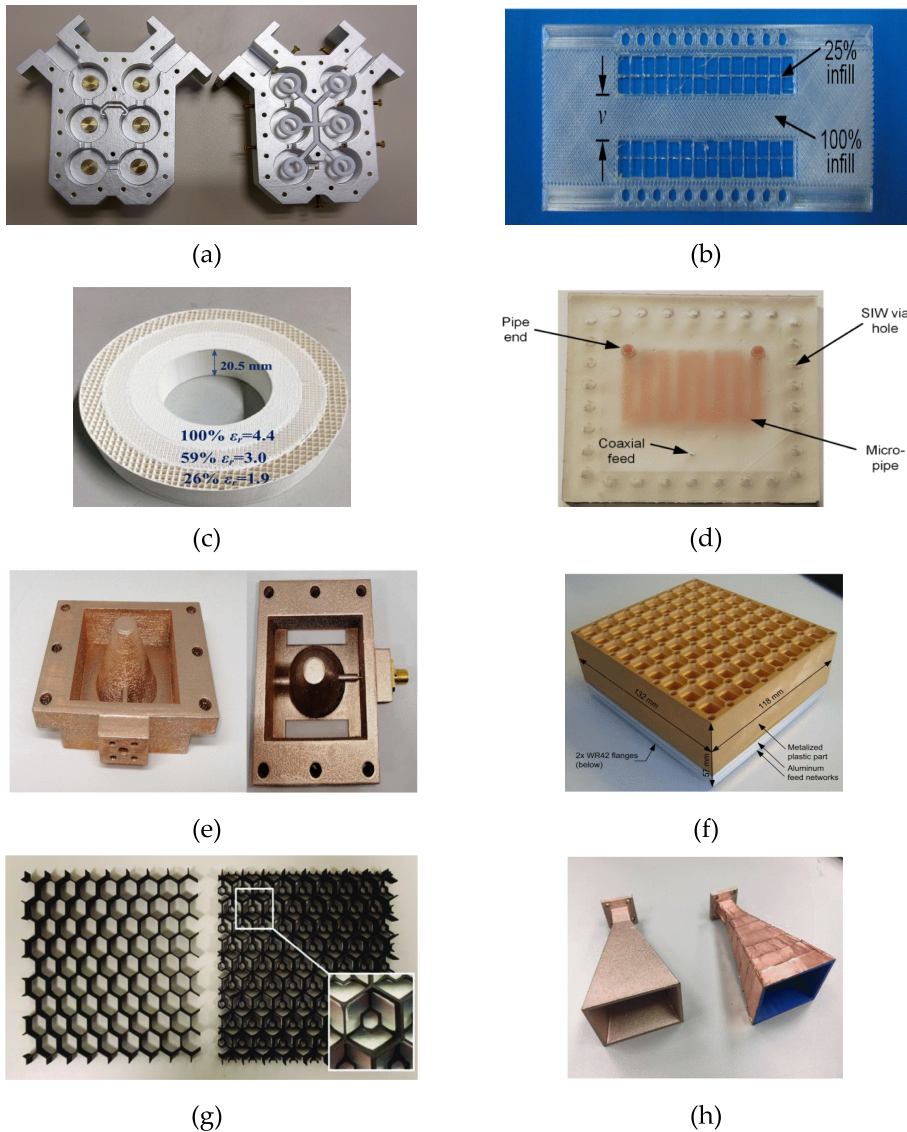 25%
infill
v
100%
infill
(a)
(b)
20.5 mm
100% εr=4.4
59% εr=3.0
26% εr=1.9
Pipe
end
SIW via
hole
Coaxial
feed
Micro-
pipe
(c)
(d)
132 mm
118 mm
57 mm
2x WR42 flanges
(below)
Metalized
plastic part
Aluminum
feed networks
(e)
(f)
(g)
(h)